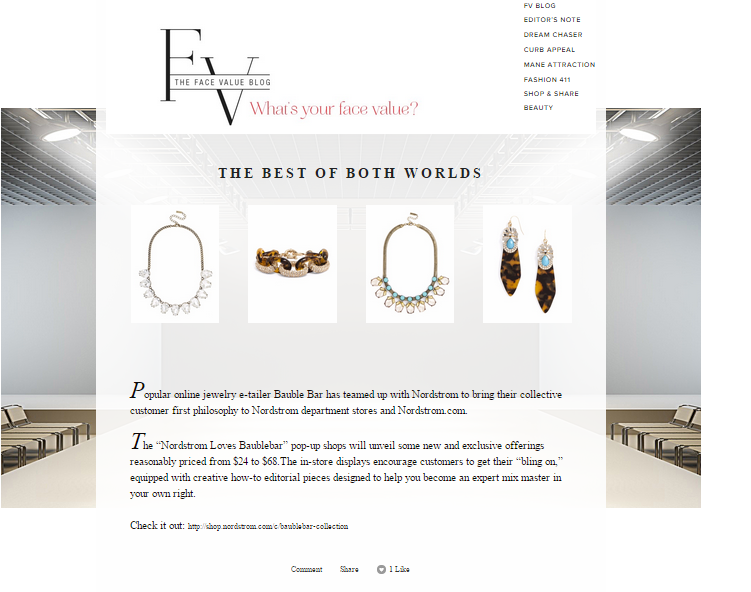 FV BLOG
EDITOR'S NOTE
DREAM CHASER
CURB APPEAL
MANE ATTRACTION
FASHION 411
SHOP & SHARE
BEAUTY
FV
THE FACE VALUE BLOG
What's your face value?
THE BEST OF BOTH WORLDS
Popular online jewelry e-tailer Bauble Bar has teamed up with Nordstrom to bring their collective
customer first philosophy to Nordstrom department stores and Nordstrom.com.
The “Nordstrom Loves Baublebar” pop-up shops will unveil some new and exclusive offerings
reasonably priced from $24 to $68.The in-store displays encourage customers to get their “bling on,”
equipped with creative how-to editorial pieces designed to help you become an expert mix master in
your own right.
Check it out: http://shop.nordstrom.com/c/baublebar-collection
Comment Share 1 Like